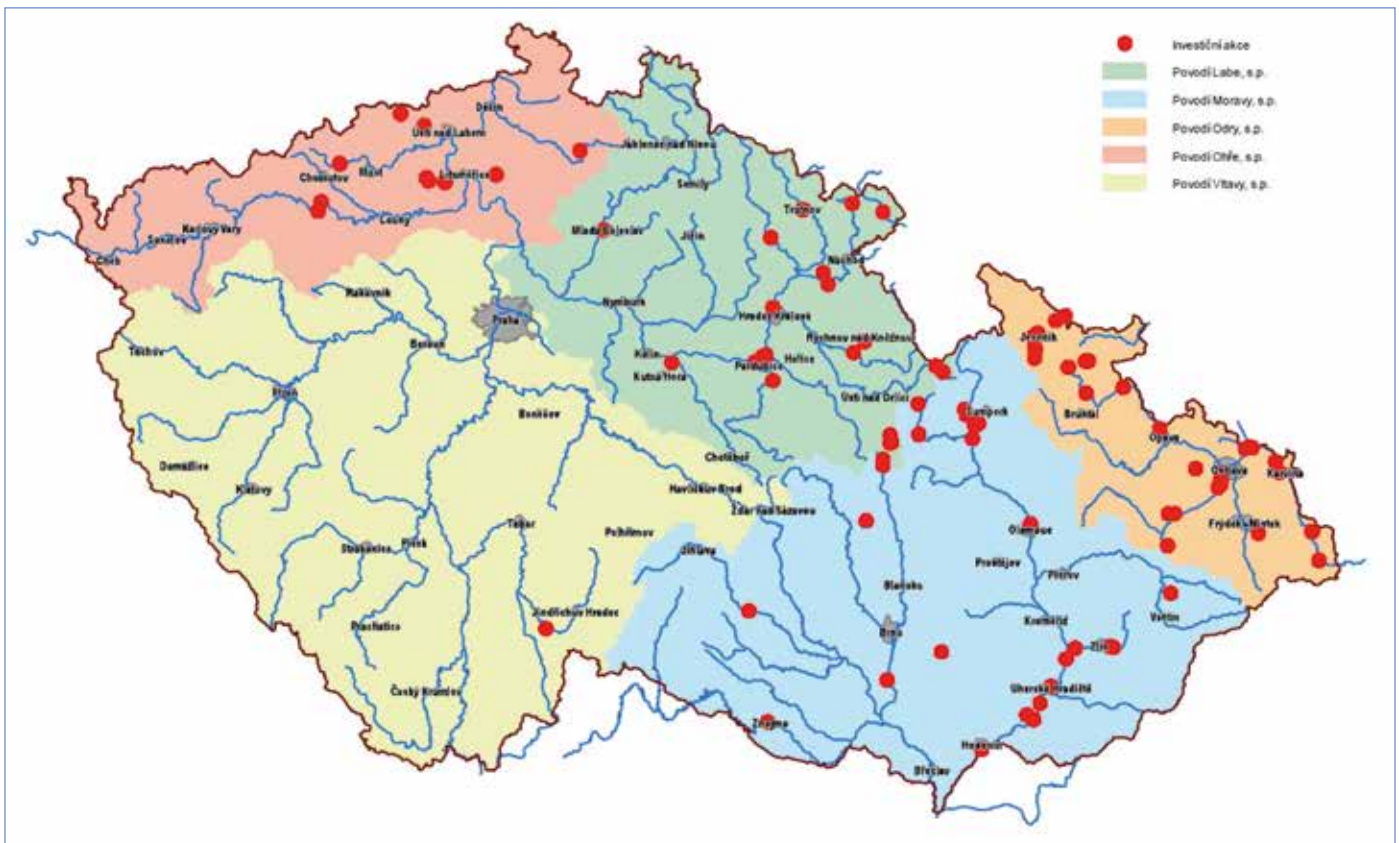 Investiční akce
Povodí Labe, s.p.
Povodí Moravy, s.p.
Povodí Odry, s.p.
Povodí Ohře, s.p.
Povodí Vltavy, s.p.
Děčín
Ústí nad Labem
Jablonec nad Nisou
Most
Chomutov
Litoměřice
Semily
Trutnov
Louny
Karlovy Vary
Sokolov
Mladá Boleslav
Jičín
Cheb
Náchod
Rakovník
Nymburk
Hradec Králové
Praha
Jeseník
Rychnov nad Kněžnou
Beroun
Tachov
Kolín
Holice
Pardubice
Kutná Hora
Plzeň
Ústí nad Orlicí
Šumperk
Benešov
Bruntál
Opava
Chotěboř
Domažlice
Ostrava
Karviná
Klatovy
Havlíčkův Brod
Žďár nad Sázavou
Tábor
Frýdek-Místek
Pelhřimov
Olomouc
Písek
Strakonice
Jihlava
Prostějov
Přerov
Blansko
Jindřichův Hradec
Vsetín
Kroměříž
Prachatice
Brno
Zlín
Český Krumlov
Uherské Hradiště
Znojmo
Hodonín
Břeclav